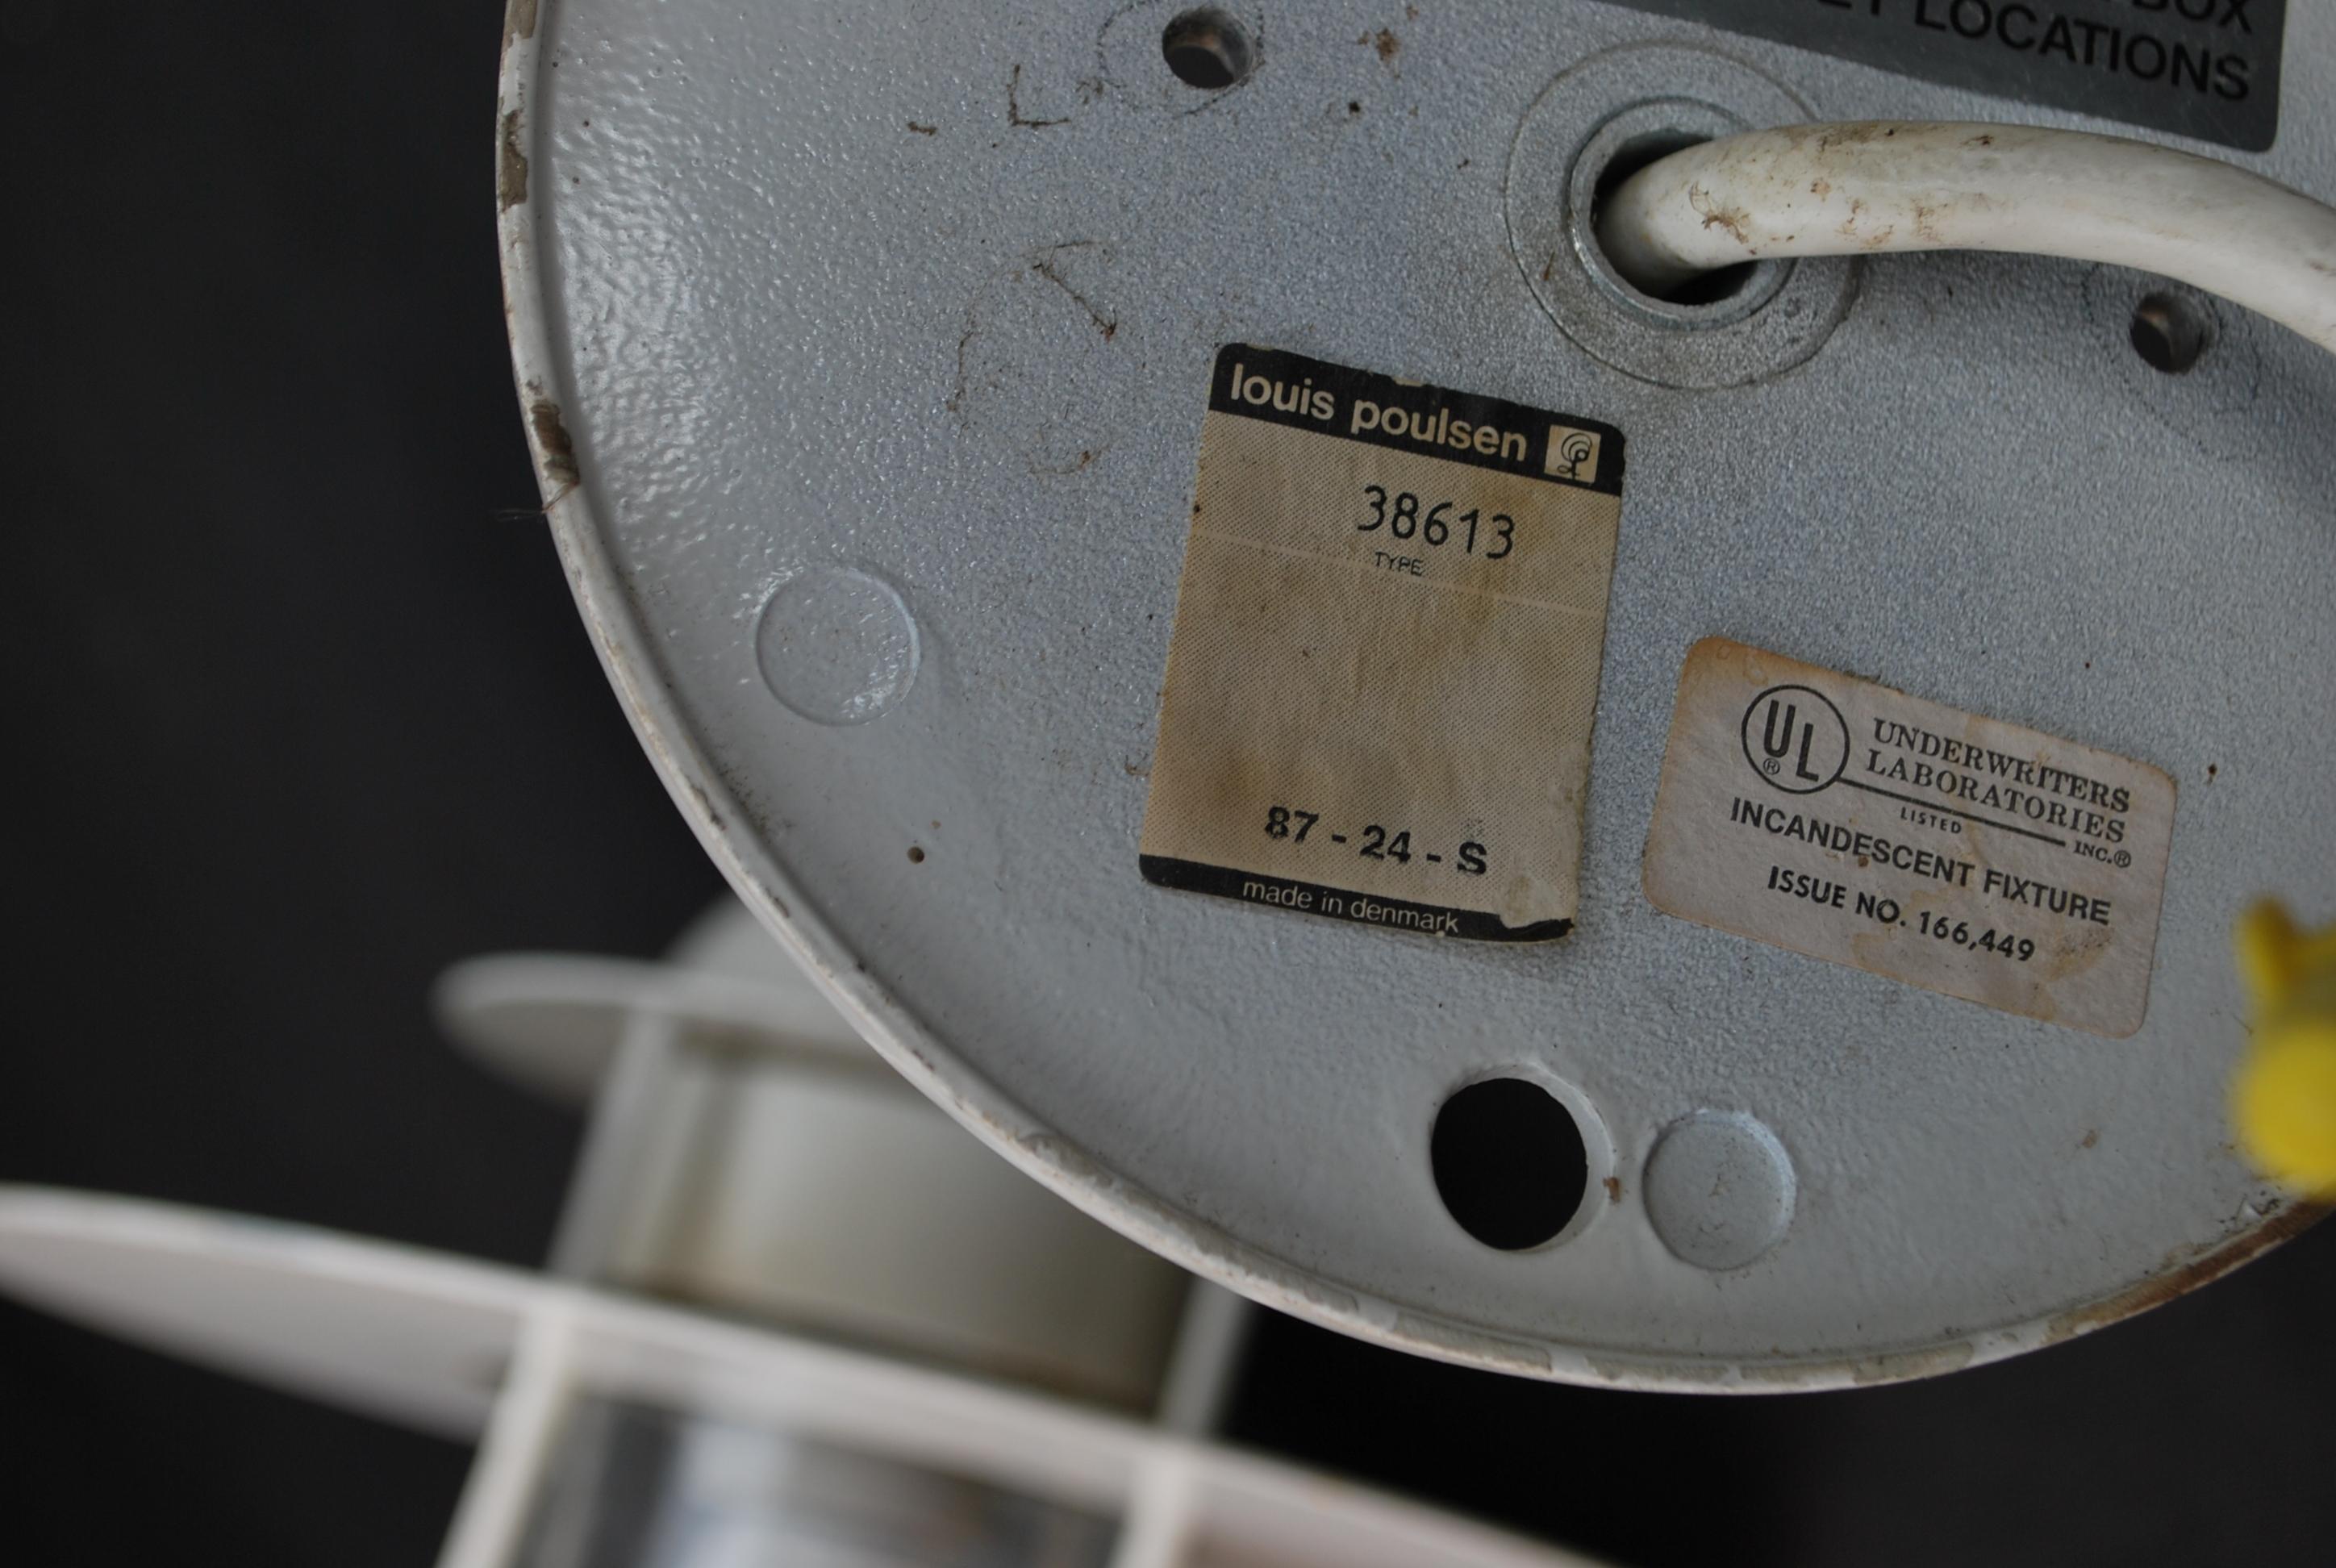 BOX
LOCATIONS
louis poulsen
38613
TYPE
87 - 24 - S
made in denmark
UL
®
UNDERWRITERS
LABORATORIES
INC.®
LISTED
INCANDESCENT FIXTURE
ISSUE NO. 166,449